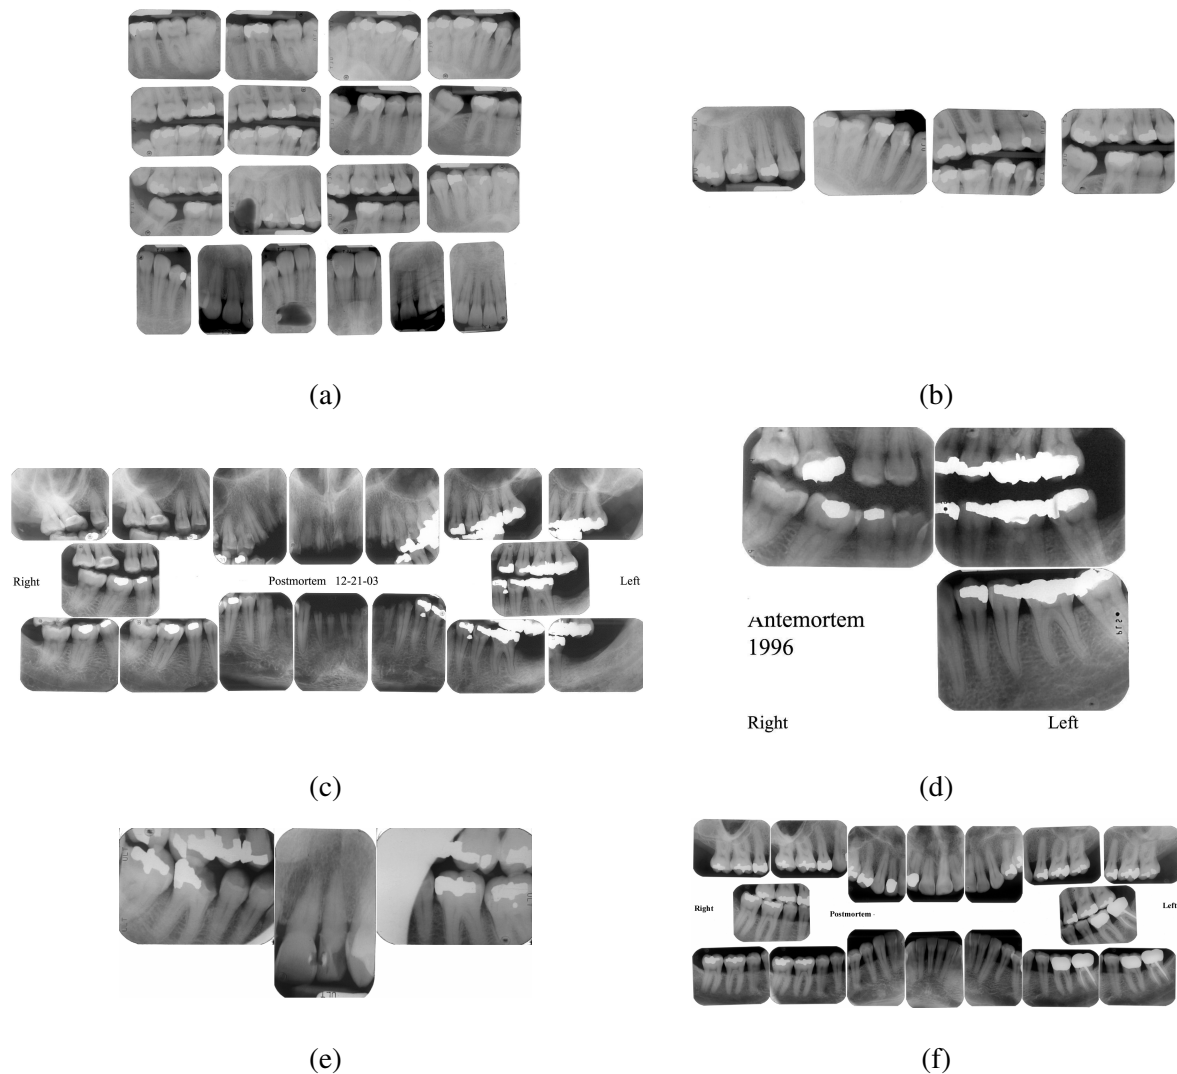 (a)
(b)
Right
Postmortem 12-21-03
Left
(c)
Antemortem
1996
Right
Left
(d)
(e)
Right
Postmortem -
Left
(f)